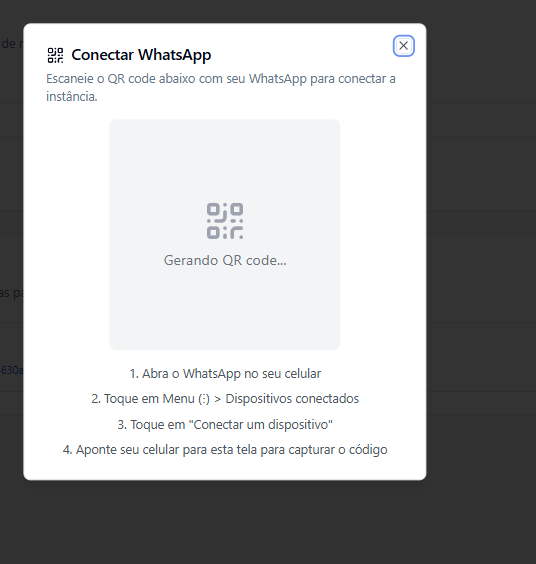 Conectar WhatsApp
Escaneie o QR code abaixo com seu WhatsApp para conectar a
instância.
Gerando QR code...
1. Abra o WhatsApp no seu celular
2. Toque em Menu (⋮) > Dispositivos conectados
3. Toque em "Conectar um dispositivo"
4. Aponte seu celular para esta tela para capturar o código
de
as pa
630a